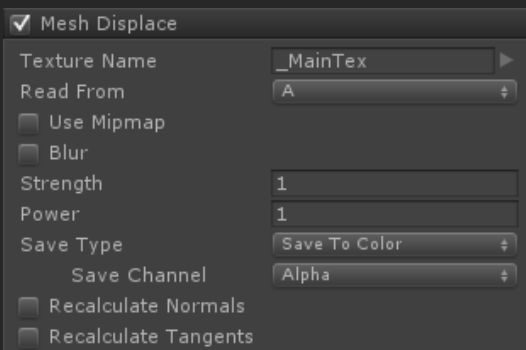 Mesh Displace
Texture Name _MainTex
Read From A
Use Mipmap
Blur
Strength 1
Power 1
Save Type Save To Color
Save Channel Alpha
Recalculate Normals
Recalculate Tangents